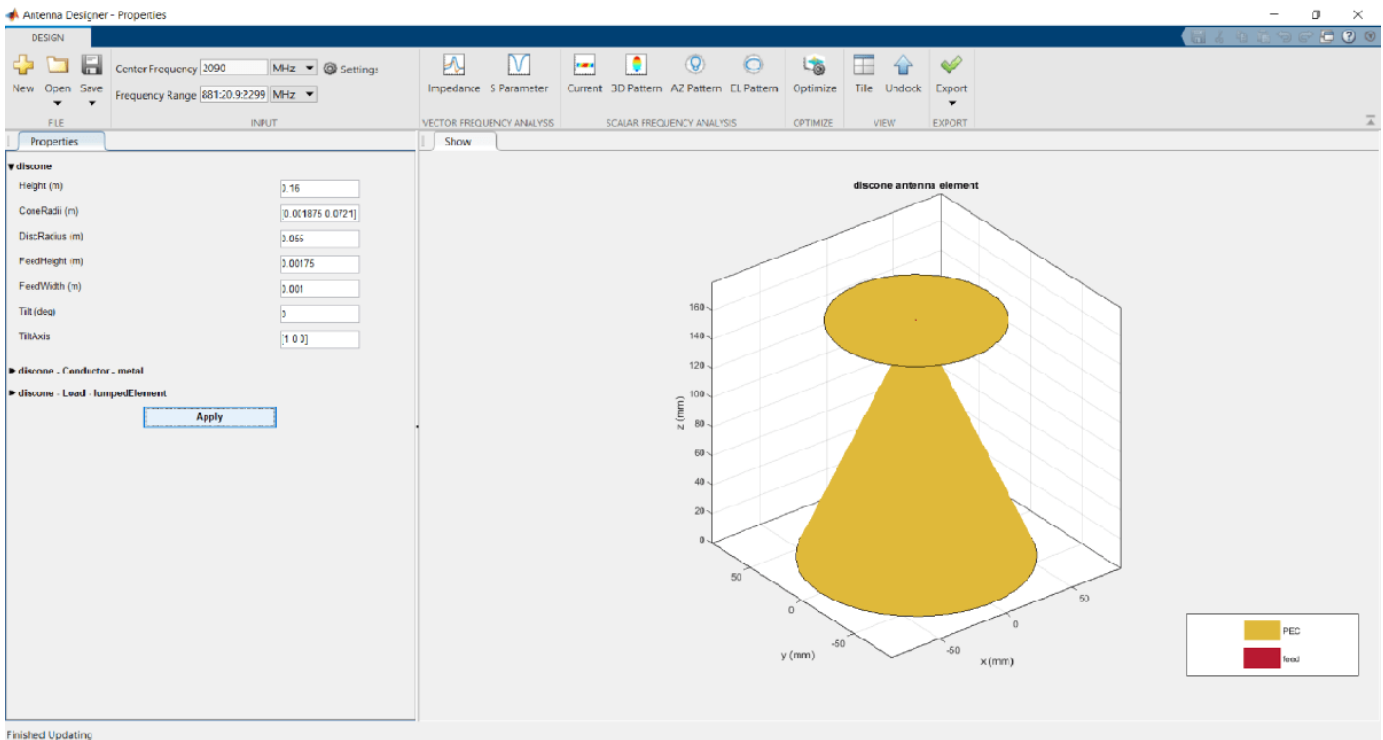 Antenna Designer - Properties
DESIGN
New Open Save
Center Frequency 2090 MHz Settings
Frequency Range 881:20.9:2299 MHz
Impedance S Parameter Current 3D Pattern AZ Pattern EL Pattern Optimize Tile Undock Export
FILE INPUT VECTOR FREQUENCY ANALYSIS SCALAR FREQUENCY ANALYSIS OPTIMIZE VIEW EXPORT
Properties
Show
discone
Height (m) 0.16
ConeRadii (m) [0.001875 0.0721]
DiscRadius (m)
FeedHeight (m) 0.00175
FeedWidth (m) 0.001
Tilt (deg) 0
TiltAxis [1 0 0]
discone - Conductor - metal
discone - Load - lumpedElement
Apply
discone antenna element
160
140
120
100
80
60
40
20
0
z (mm)
50
0
-50
y (mm)
50
0
-50
x (mm)
PEC
feed
Finished Updating